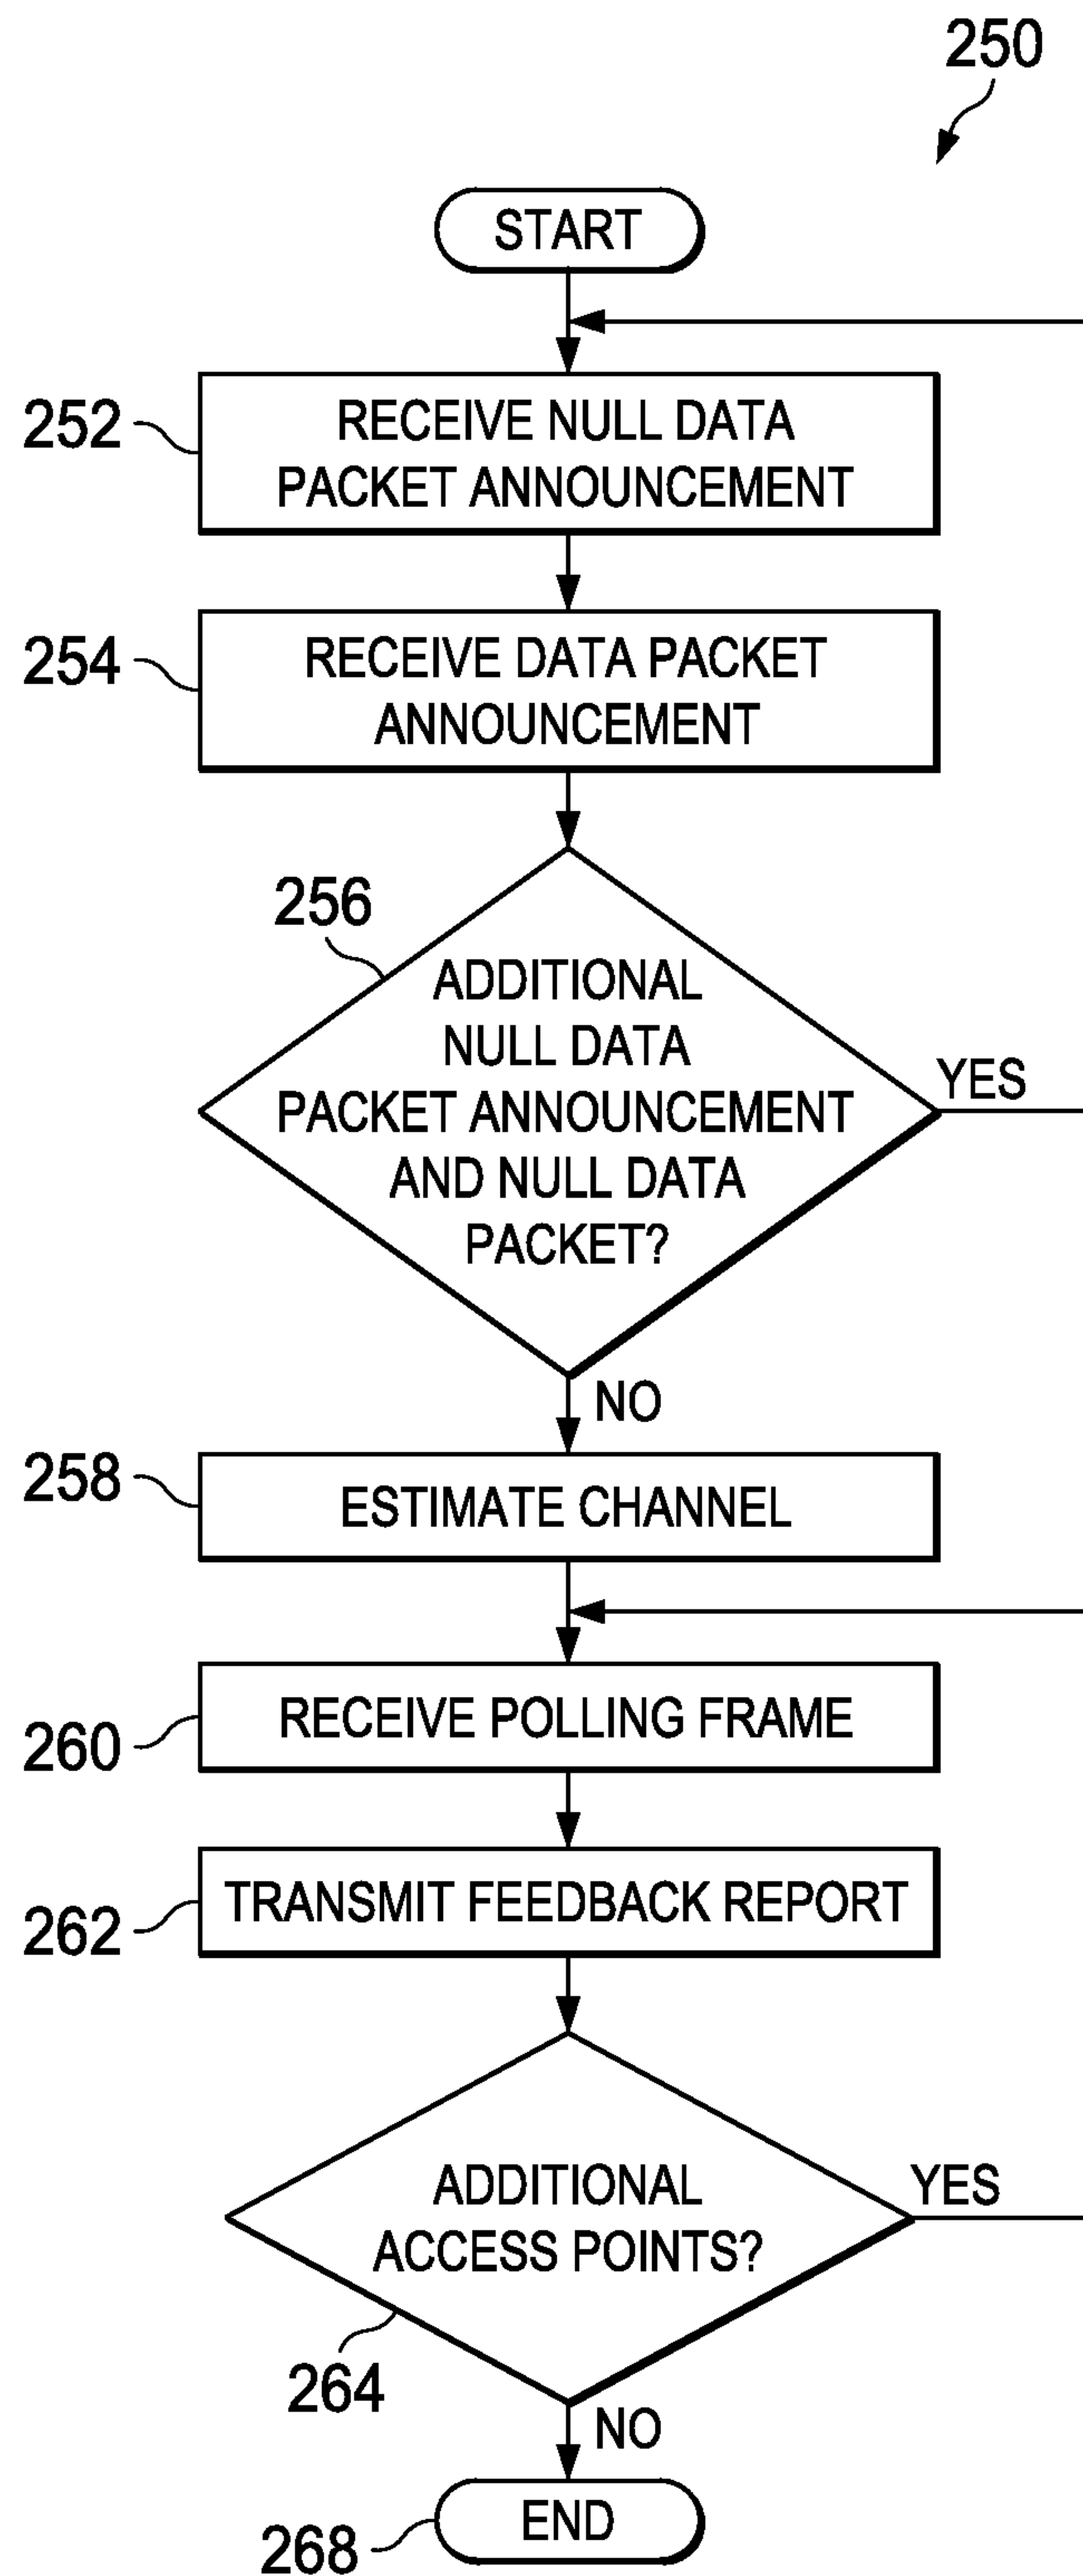 250
START
252
RECEIVE NULL DATA
PACKET ANNOUNCEMENT
254
RECEIVE DATA PACKET
ANNOUNCEMENT
256
ADDITIONAL
NULL DATA
PACKET ANNOUNCEMENT
AND NULL DATA
PACKET?
YES
NO
258
ESTIMATE CHANNEL
260
RECEIVE POLLING FRAME
262
TRANSMIT FEEDBACK REPORT
ADDITIONAL
ACCESS POINTS?
YES
264
NO
END
268